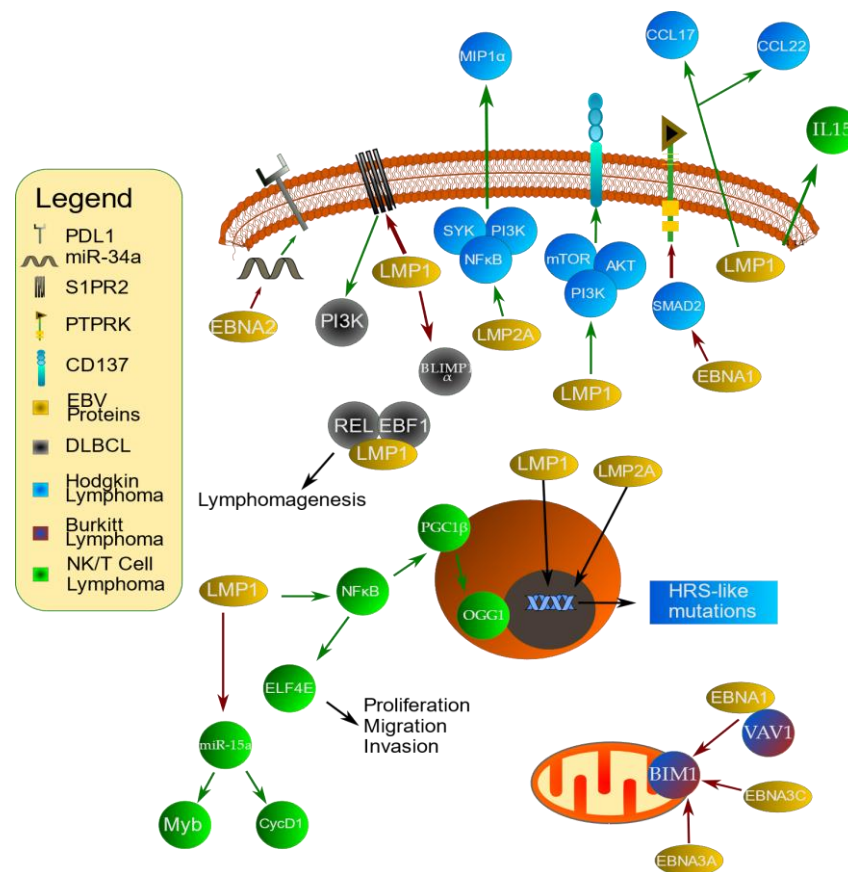 CCL17
CCL22
MIP1α
IL15
Legend
PDL1
miR-34a
S1PR2
PTPRK
CD137
EBV
Proteins
DLBCL
Hodgkin
Lymphoma
Burkitt
Lymphoma
NK/T Cell
Lymphoma
EBNA2
PI3K
LMP1
BLIMP1
α
SYK
PI3K
NFκB
LMP2A
mTOR
AKT
PI3K
LMP1
SMAD2
EBNA1
LMP1
REL
EBF1
LMP1
Lymphomagenesis
LMP1
LMP2A
PGC1β
OGG1
HRS-like
mutations
LMP1
NFκB
ELF4E
Proliferation
Migration
Invasion
miR-15a
Myb
CycD1
EBNA1
VAV1
BIM1
EBNA3C
EBNA3A